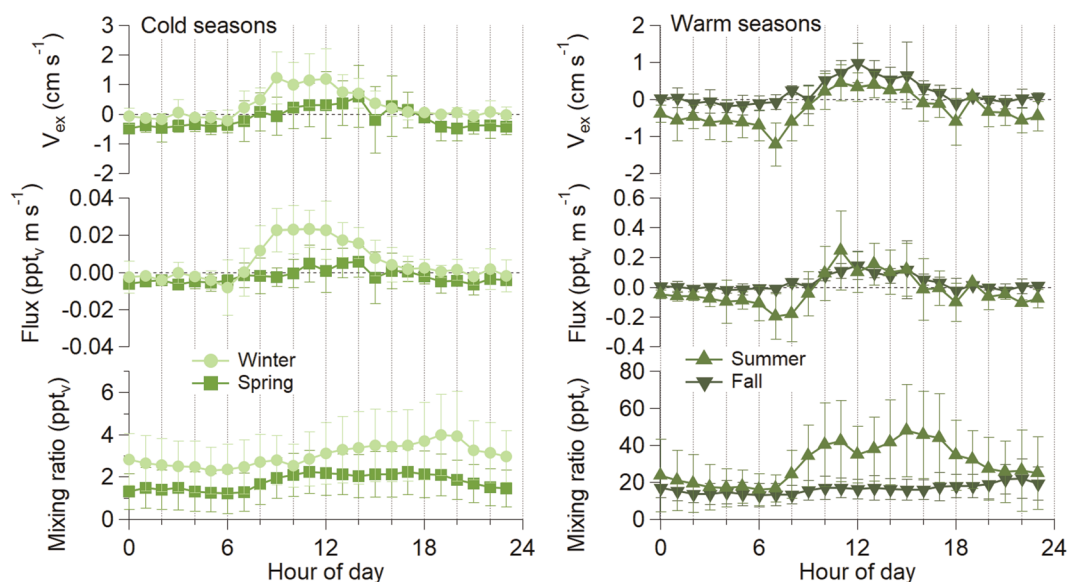 Cold seasons
3
2
1
0
-1
-2
V_ex (cm s⁻¹)
0.04
0.02
0.00
-0.02
-0.04
Flux (ppt_v m s⁻¹)
Winter
Spring
6
4
2
0
Mixing ratio (ppt_v)
0 6 12 18 24
Hour of day
Warm seasons
2
1
0
-1
2
V_ex (cm s⁻¹)
0.6
0.4
0.2
0.0
-0.2
0.4
Flux (ppt_v m s⁻¹)
Summer
Fall
80
60
40
20
0
Mixing ratio (ppt_v)
0 6 12 18 24
Hour of day